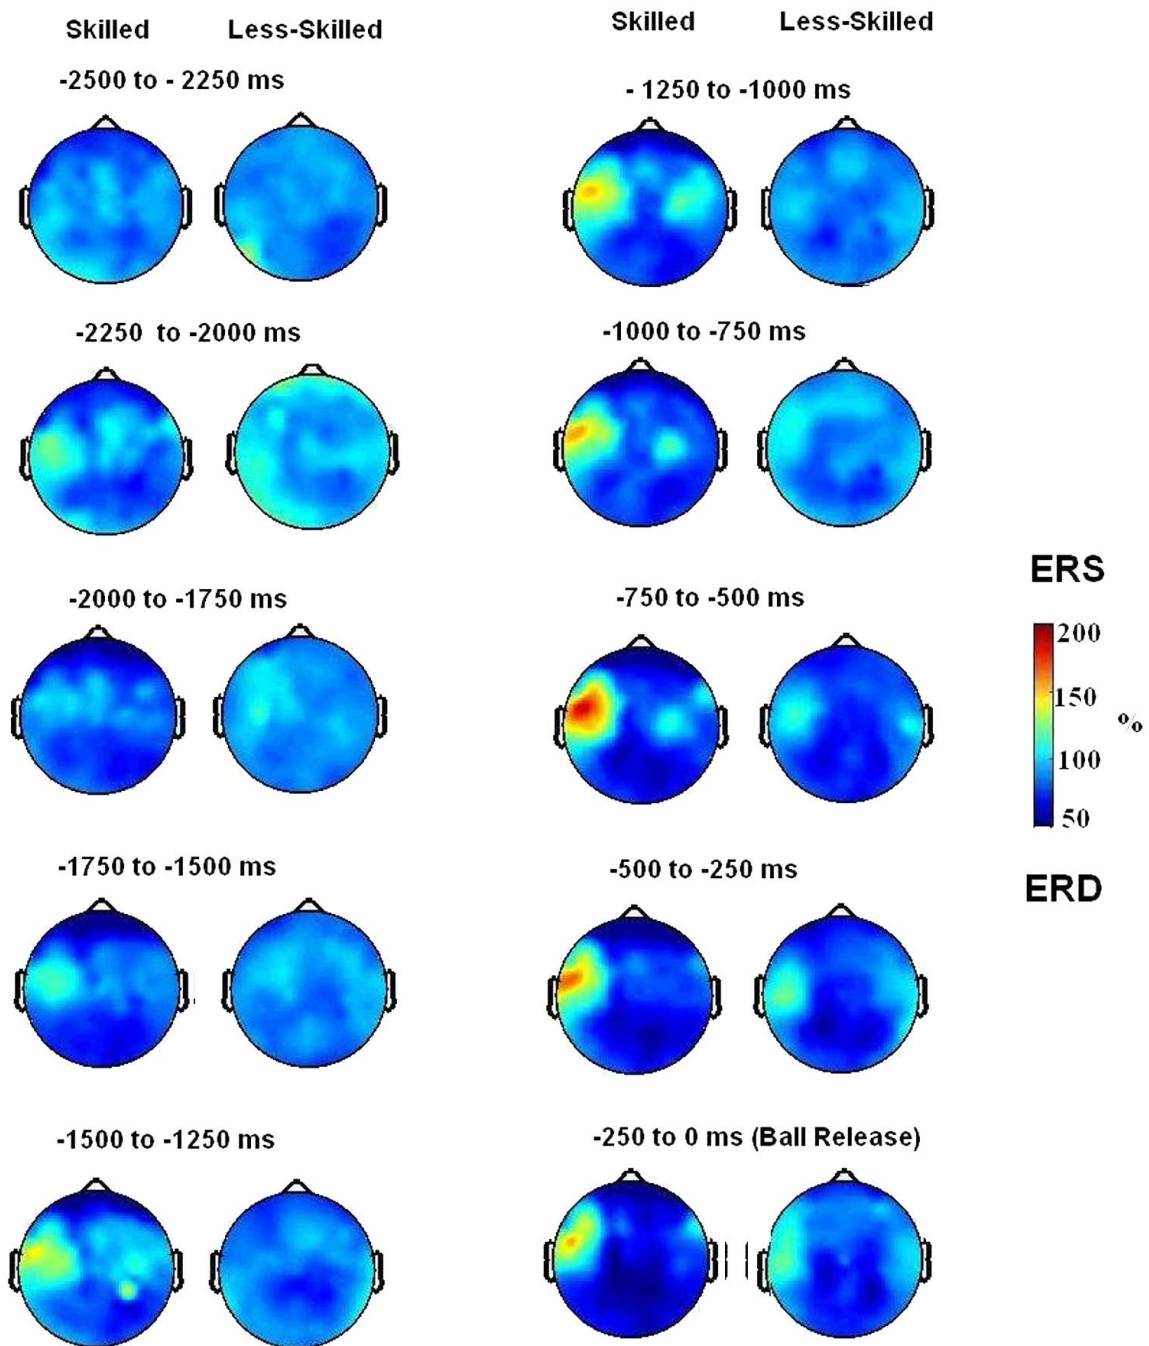 Skilled Less-Skilled
-2500 to - 2250 ms
-2250 to -2000 ms
-2000 to -1750 ms
-1750 to -1500 ms
-1500 to -1250 ms
Skilled Less-Skilled
- 1250 to -1000 ms
-1000 to -750 ms
-750 to -500 ms
-500 to -250 ms
-250 to 0 ms (Ball Release)
ERS
200
150
%
100
50
ERD